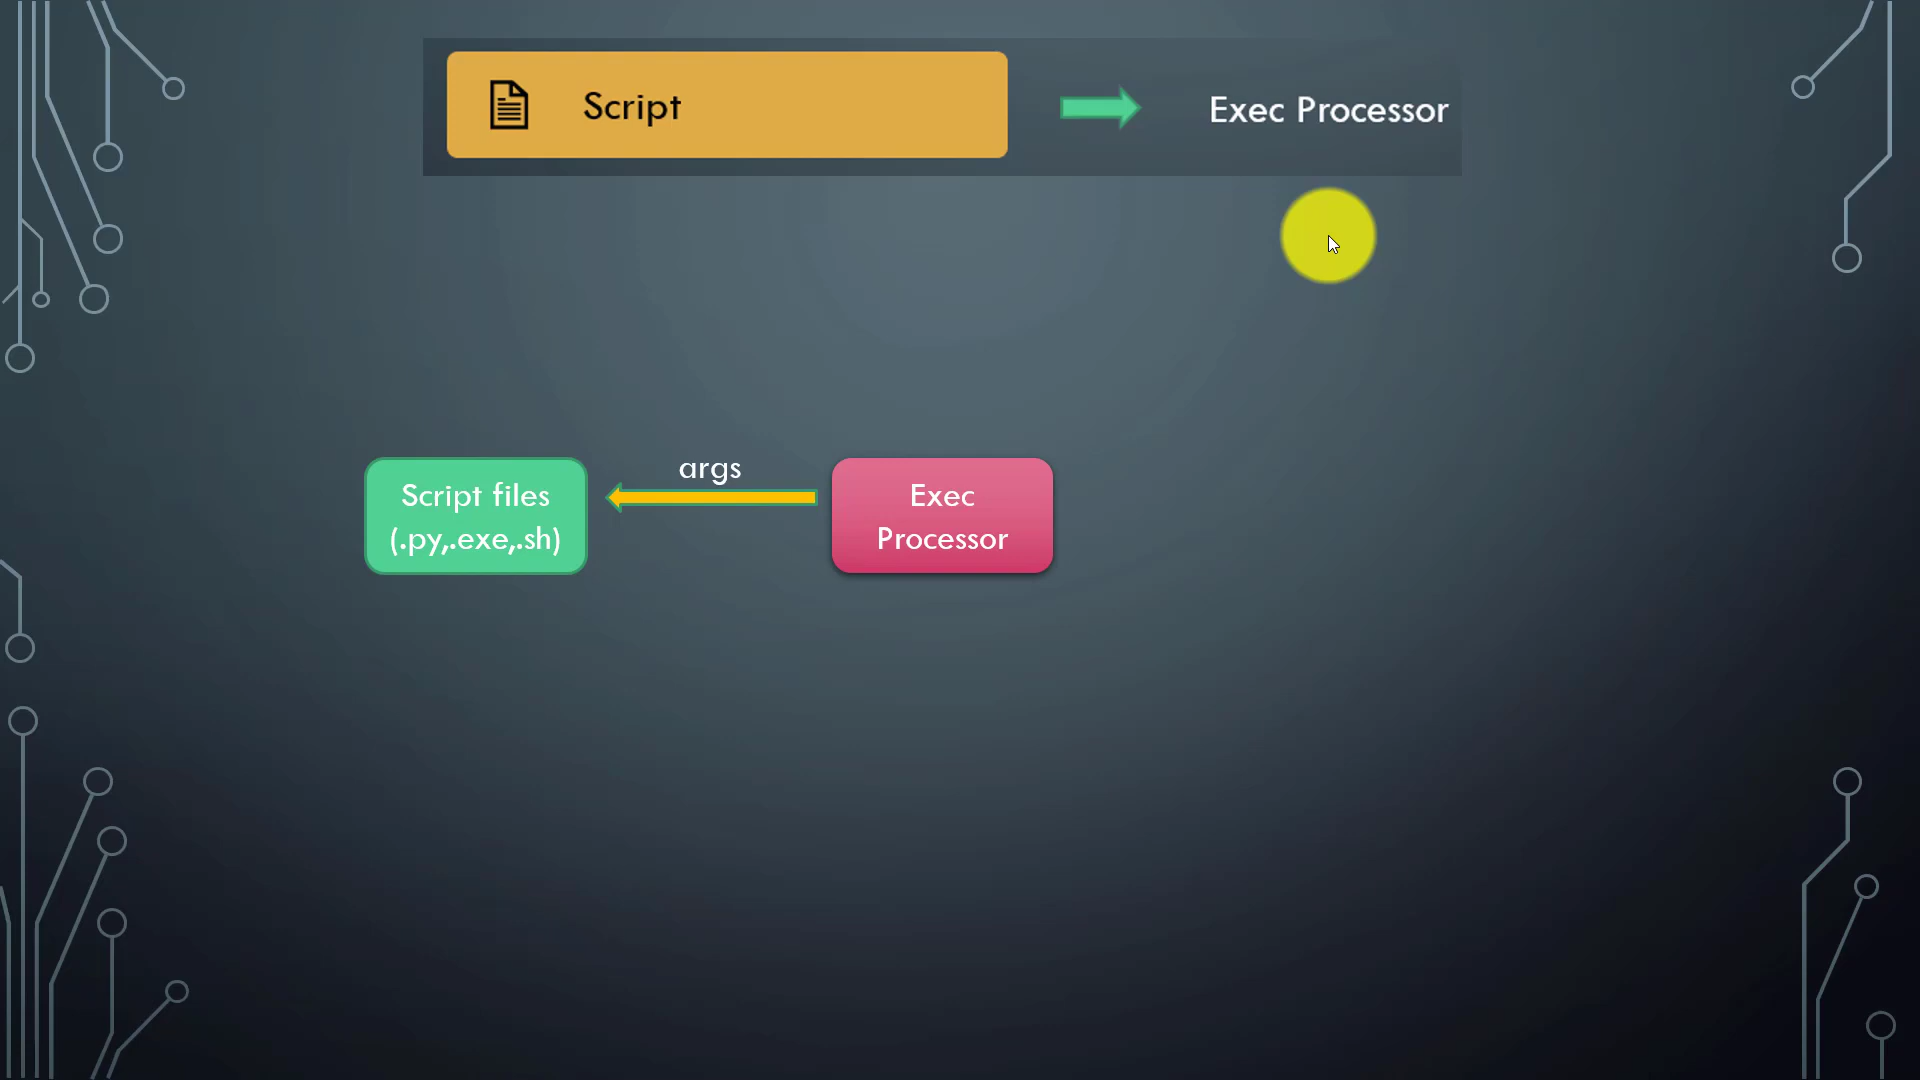 Script
Exec Processor
args
Script files
(.py,.exe,.sh)
Exec
Processor